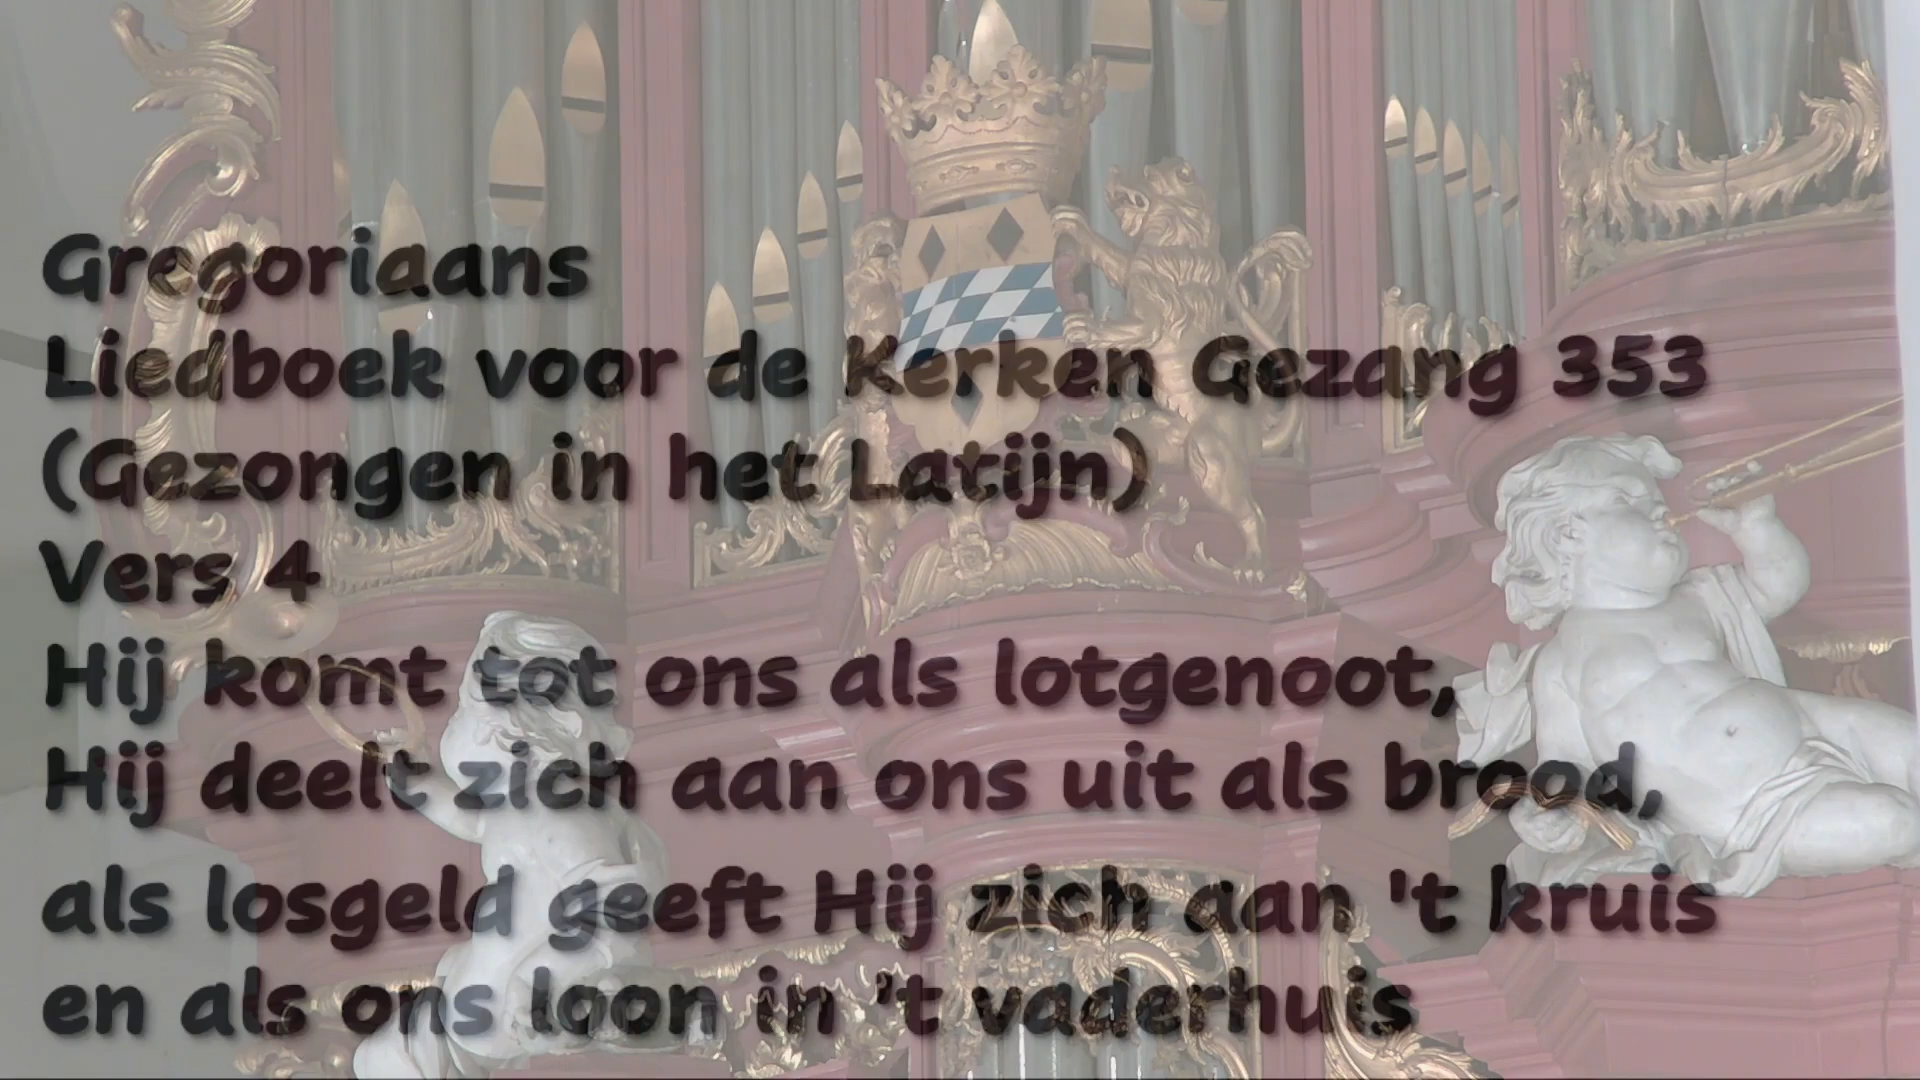 Gregoriaans
Liedboek voor de Kerken Gezang 353
(Gezongen in het Latijn)
Vers 4
Hij komt tot ons als lotgenoot,
Hij deelt zich aan ons uit als brood,
als losgeld geeft Hij zich aan 't kruis
en als ons loon in 't vaderhuis